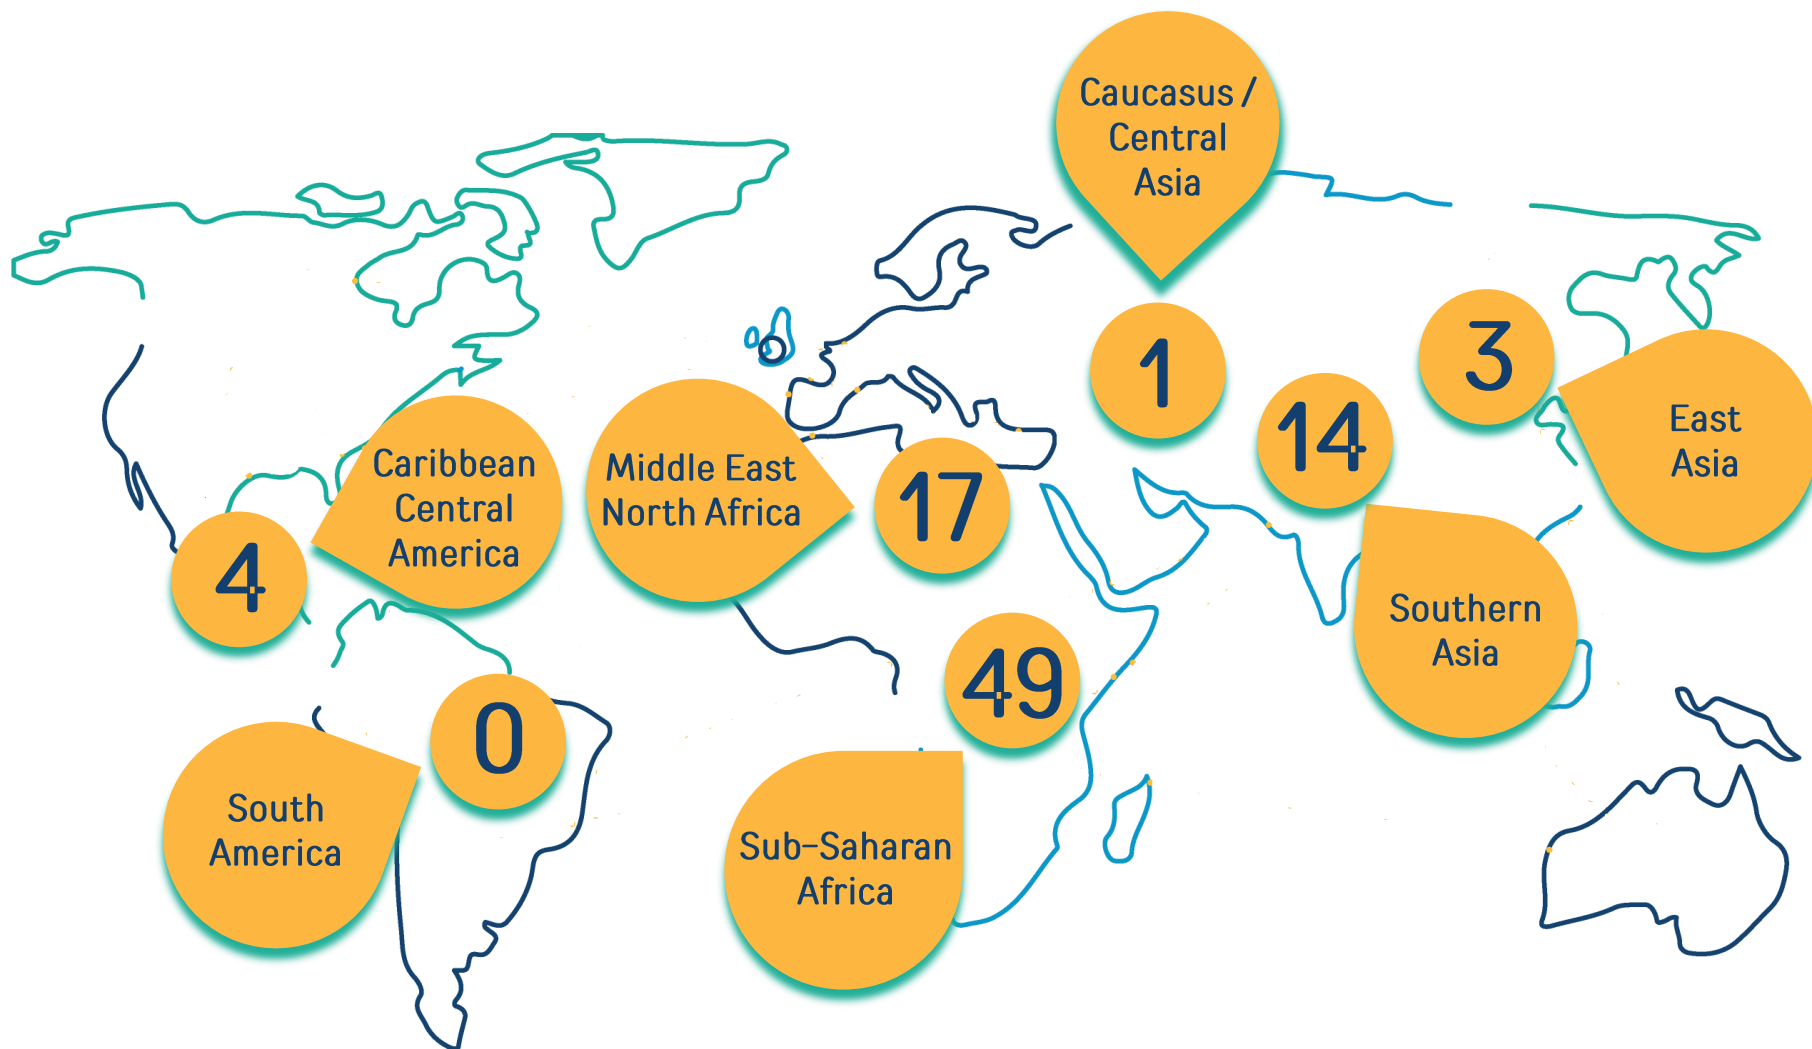 Caucasus /
Central
Asia
1
3
East
Asia
14
Southern
Asia
Middle East
North Africa
17
Caribbean
Central
America
4
49
Sub-Saharan
Africa
0
South
America